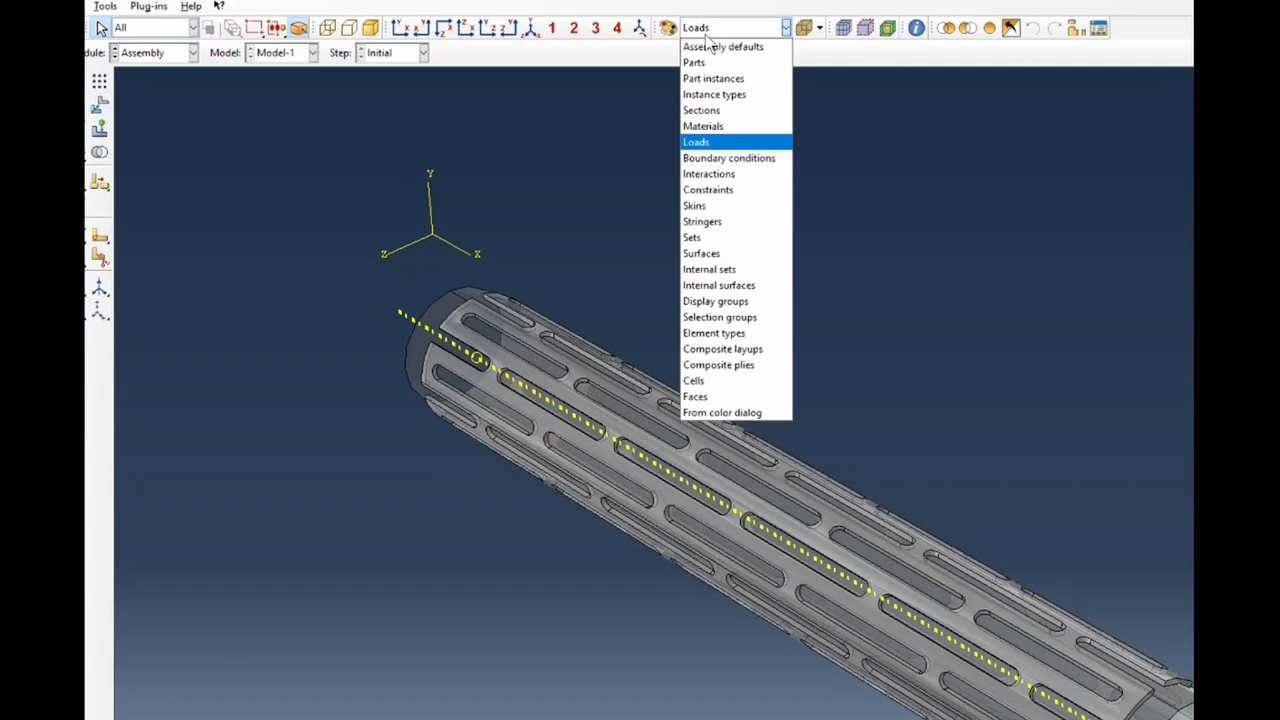 Tools Plug-ins Help
All 1 2 3 4 Loads
dule: Assembly Model: Model-1 Step: Initial
Assembly defaults
Parts
Part instances
Instance types
Sections
Materials
Loads
Boundary conditions
Interactions
Constraints
Skins
Stringers
Sets
Surfaces
Internal sets
Internal surfaces
Display groups
Selection groups
Element types
Composite layups
Composite plies
Cells
Faces
From color dialog
Y
Z X